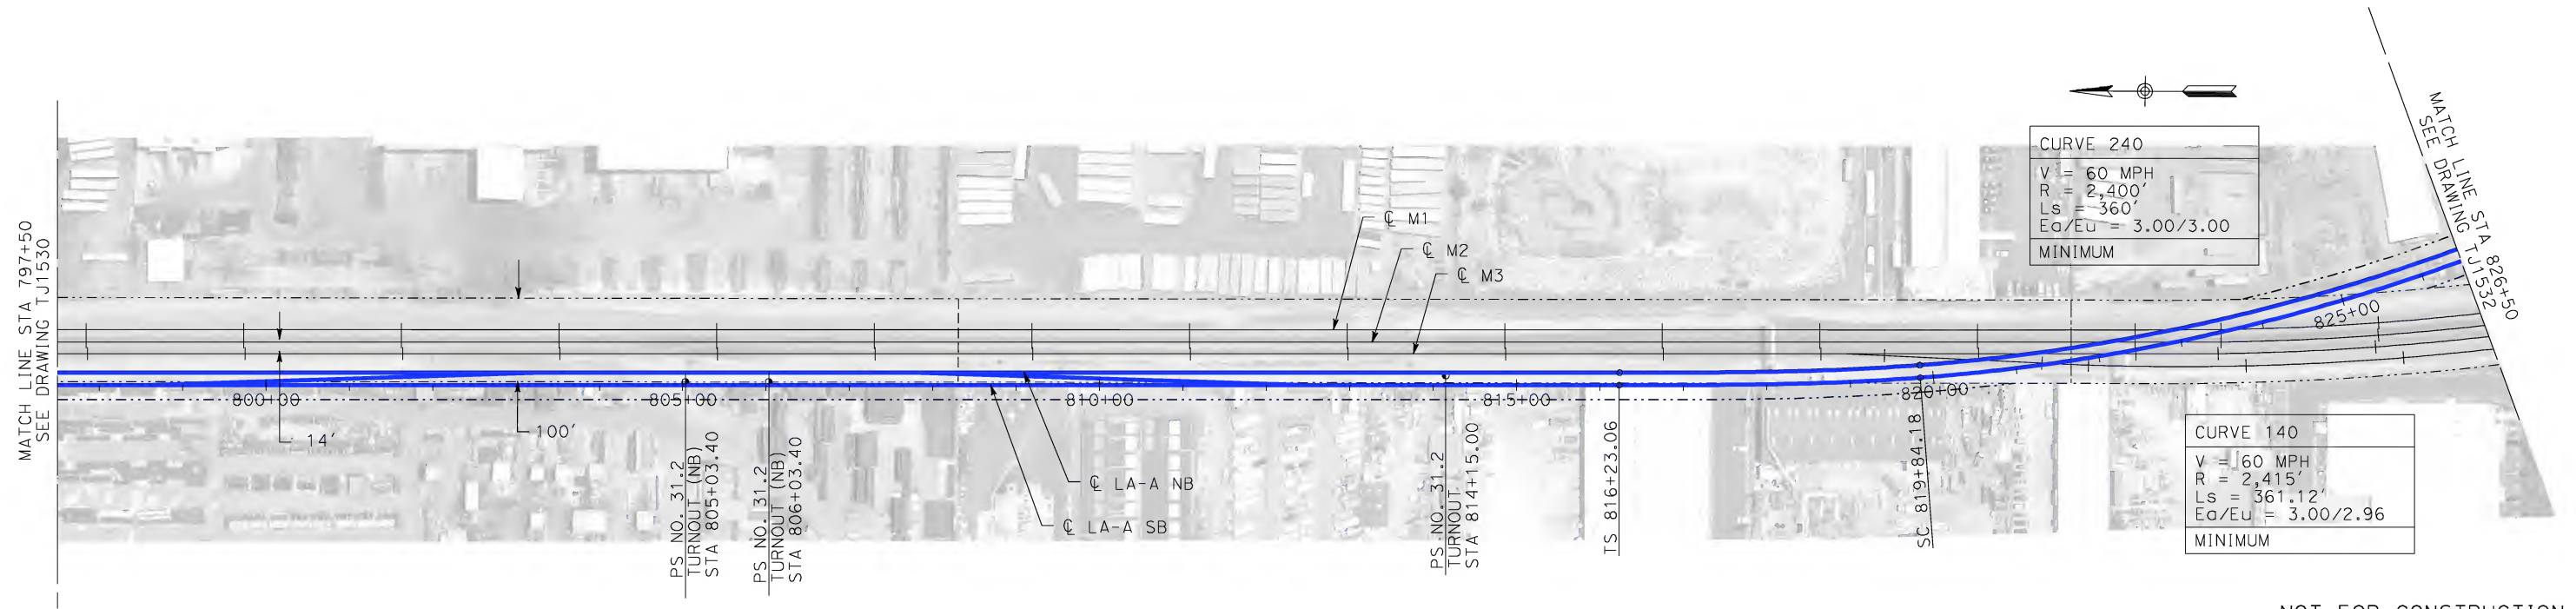 MATCH LINE STA 797+50
SEE DRAWING TJ1530
800+00
805+00
810+00
815+00
820+00
825+00
14'
100'
PS NO. 31.2
TURNOUT (NB)
STA 805+03.40
PS NO. 31.2
TURNOUT (NB)
STA 806+03.40
℄ M1
℄ M2
℄ M3
℄ LA-A NB
℄ LA-A SB
PS NO. 31.2
TURNOUT
STA 814+15.00
TS 816+23.06
SC 819+84.18
CURVE 240
V = 60 MPH
R = 2,400'
Ls = 360'
Ea/Eu = 3.00/3.00
MINIMUM
CURVE 140
V = 60 MPH
R = 2,415'
Ls = 361.12'
Ea/Eu = 3.00/2.96
MINIMUM
MATCH LINE STA 826+50
SEE DRAWING TJ1532
NOT FOR CONSTRUCTION